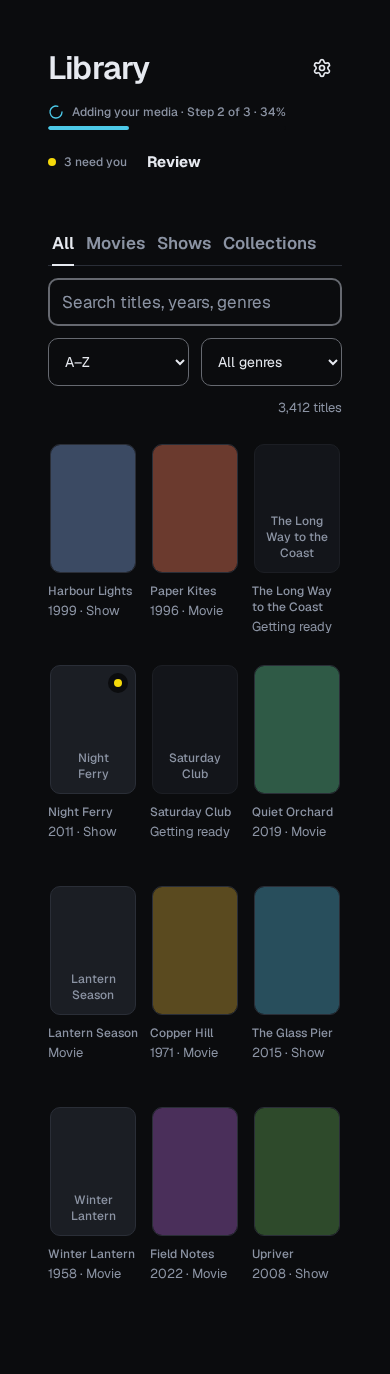 Library
Adding your media · Step 2 of 3 · 34%
3 need you Review
All Movies Shows Collections
Search titles, years, genres
A–Z All genres
3,412 titles
The Long
Way to the
Coast
Harbour Lights
1999 · Show
Paper Kites
1996 · Movie
The Long Way
to the Coast
Getting ready
Night
Ferry
Saturday
Club
Night Ferry
2011 · Show
Saturday Club
Getting ready
Quiet Orchard
2019 · Movie
Lantern
Season
Lantern Season
Movie
Copper Hill
1971 · Movie
The Glass Pier
2015 · Show
Winter
Lantern
Winter Lantern
1958 · Movie
Field Notes
2022 · Movie
Upriver
2008 · Show